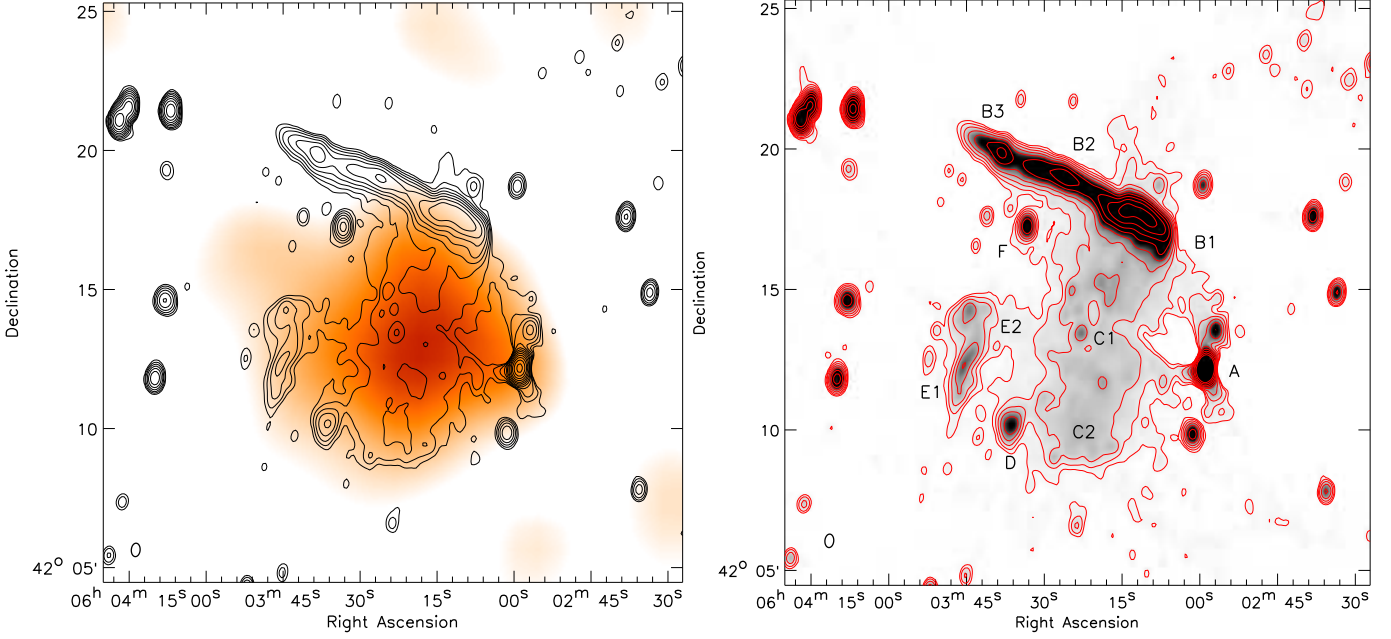 25
20
15
10
42° 05'
Declination
06h 04m 15s 00s 03m 45s 30s 15s 00s 02m 45s 30s
Right Ascension
25
20
15
10
42° 05'
Declination
B3
B2
B1
F
C1
E2
A
E1
C2
D
06h 04m 15s 00s 03m 45s 30s 15s 00s 02m 45s 30s
Right Ascension